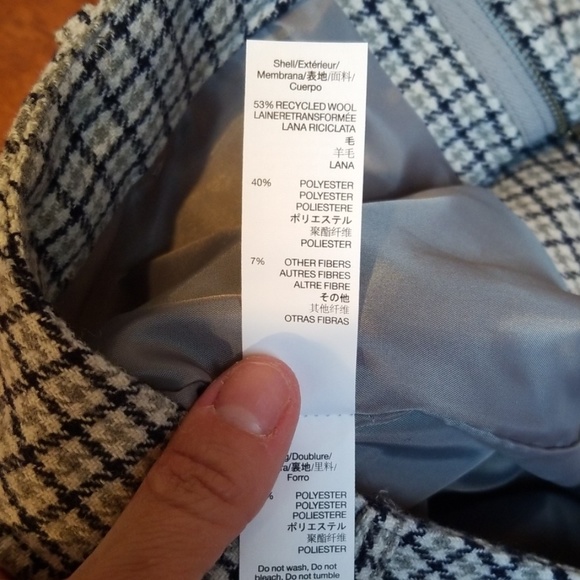 Shell/Extérieur/
Membrana/表地/面料/
Cuerpo
53% RECYCLED WOOL
LAINERETRANSFORMÉE
LANA RICICLATA
毛
羊毛
LANA
40% POLYESTER
POLYESTER
POLIESTERE
ポリエステル
聚酯纤维
POLIESTER
7% OTHER FIBERS
AUTRES FIBRES
ALTRE FIBRE
その他
其他纤维
OTRAS FIBRAS
/Doublure/
/裏地/里料/
Forro
% POLYESTER
POLYESTER
POLIESTERE
ポリエステル
聚酯纤维
POLIESTER
Do not wash, Do not
bleach, Do not tumble